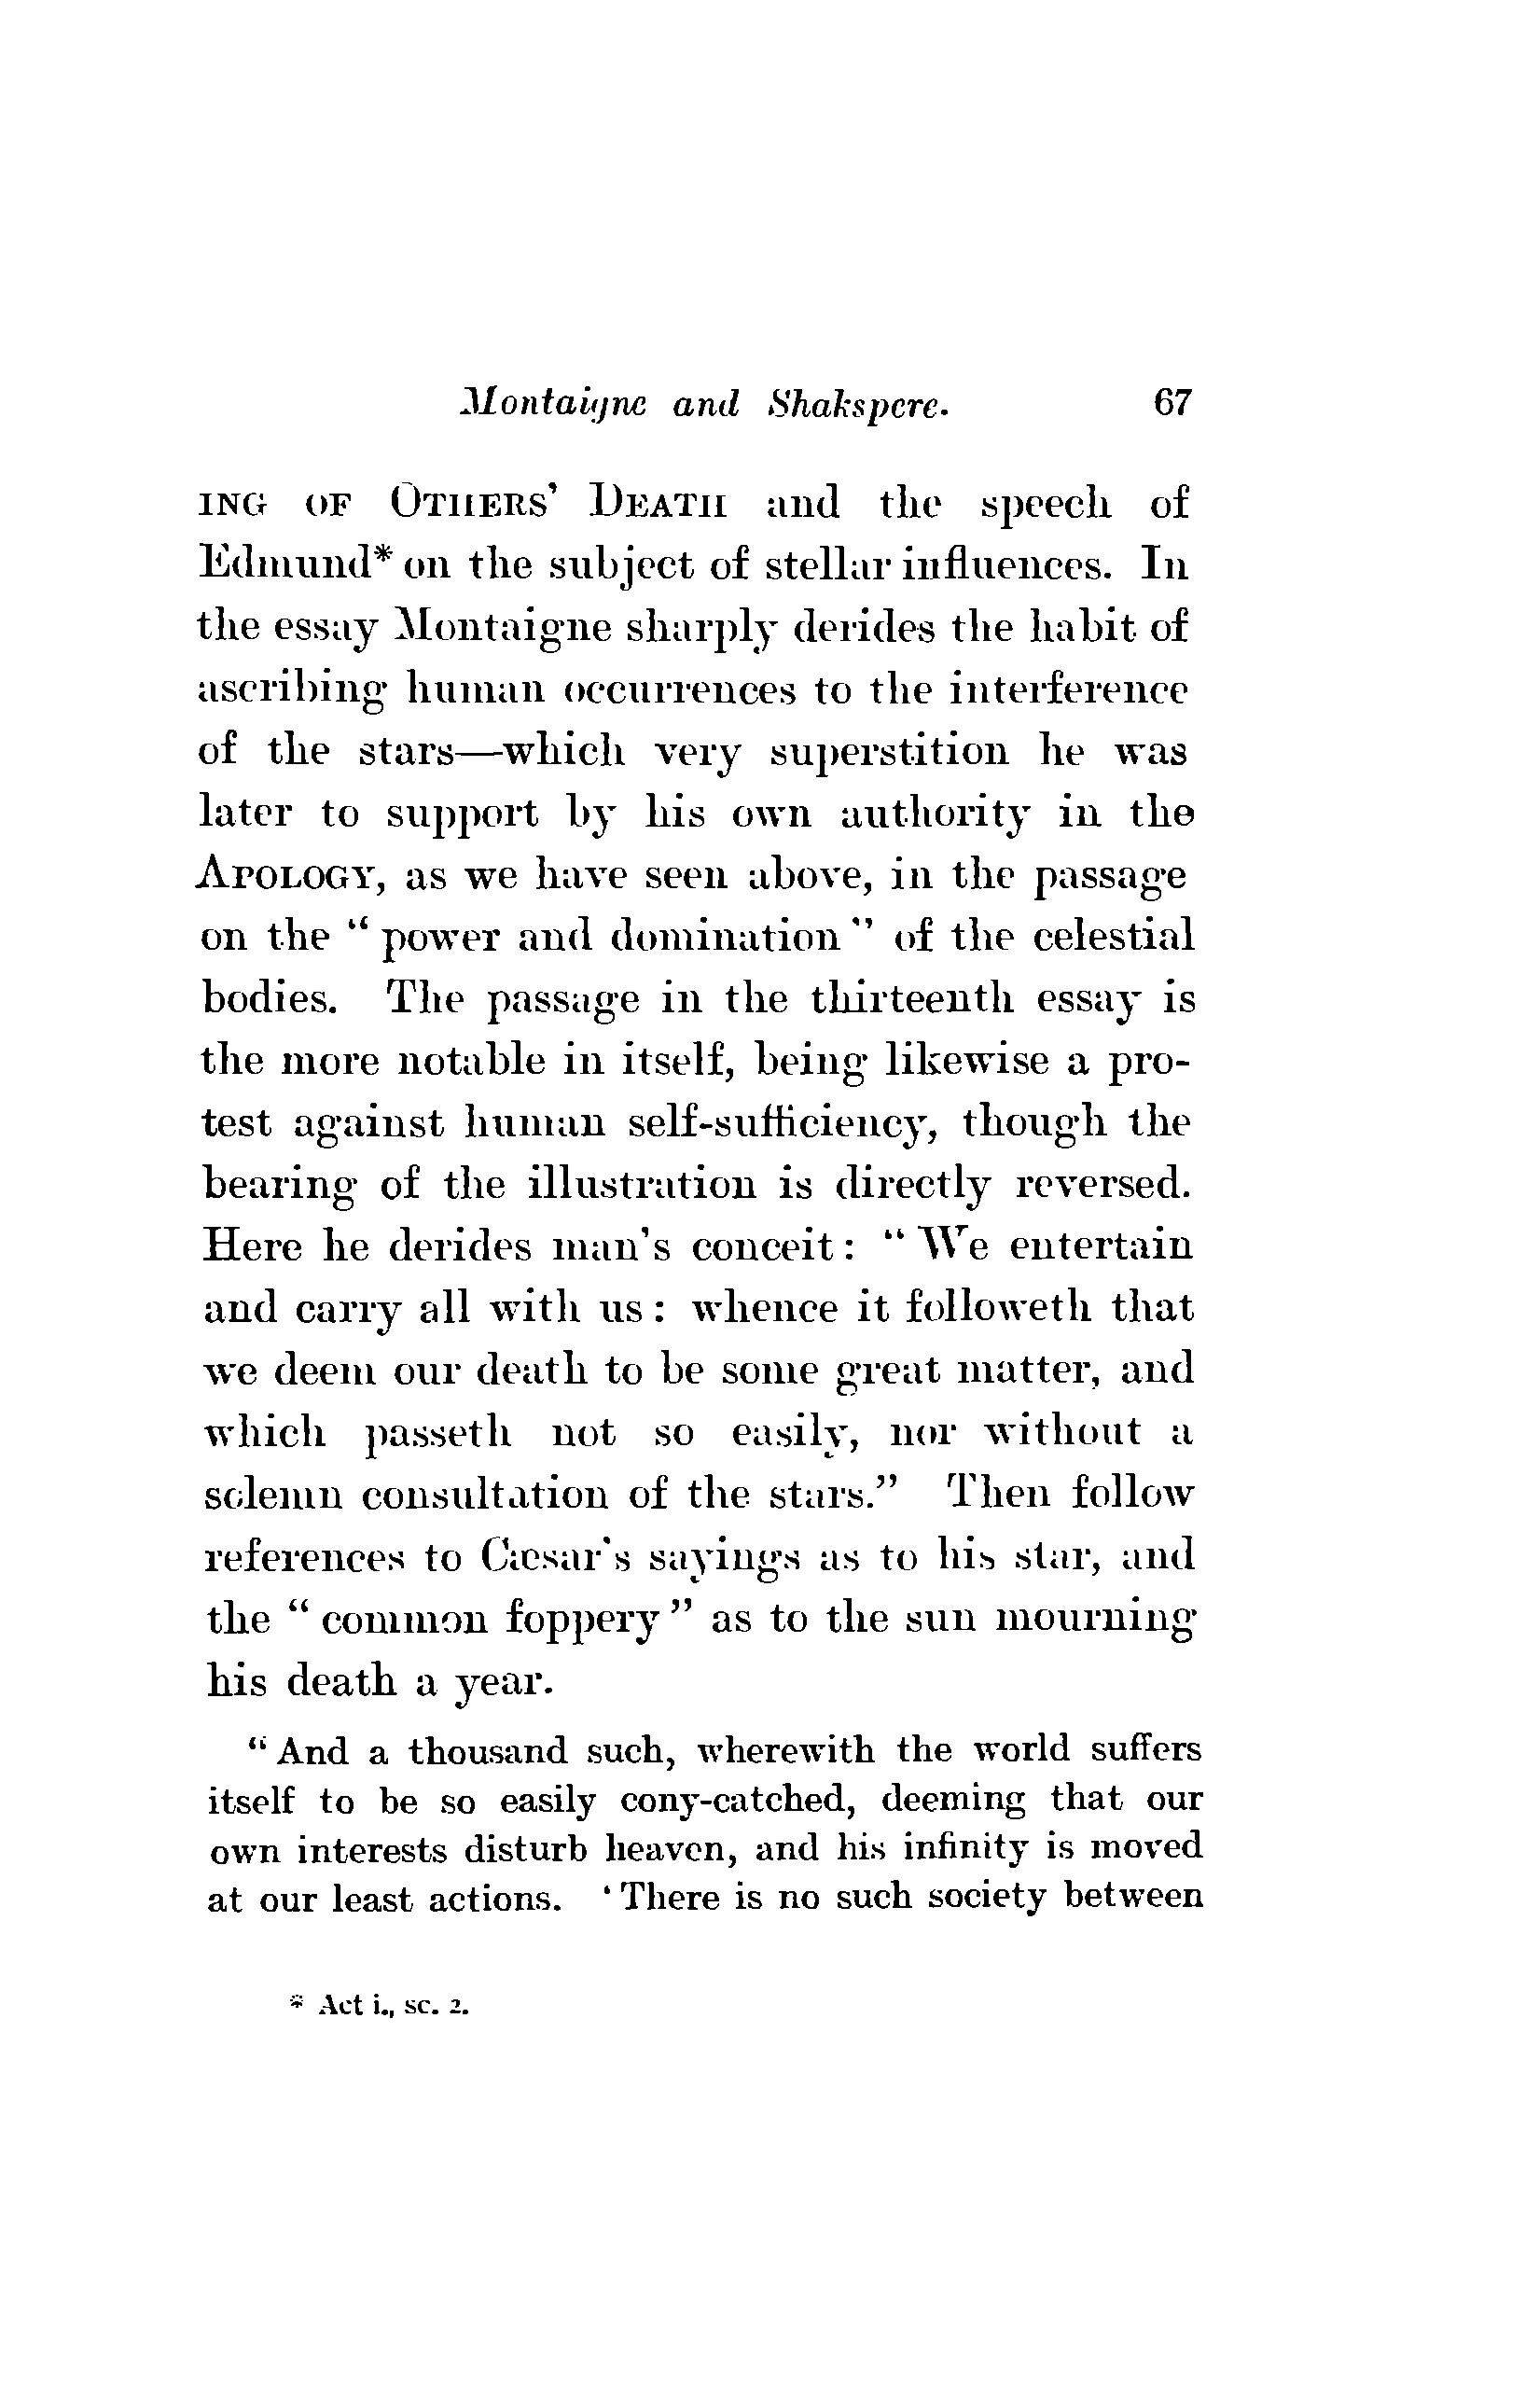 Montaigne and Shakspere. 67
ING OF OTHERS' DEATH and the speech of
Edmund* on the subject of stellar influences. In
the essay Montaigne sharply derides the habit of
ascribing human occurrences to the interference
of the stars—which very superstition he was
later to support by his own authority in the
APOLOGY, as we have seen above, in the passage
on the “ power and domination ” of the celestial
bodies. The passage in the thirteenth essay is
the more notable in itself, being likewise a pro-
test against human self-sufficiency, though the
bearing of the illustration is directly reversed.
Here he derides man's conceit: “ We entertain
and carry all with us: whence it followeth that
we deem our death to be some great matter, and
which passeth not so easily, nor without a
solemn consultation of the stars.” Then follow
references to Cæsar's sayings as to his star, and
the “ common foppery ” as to the sun mourning
his death a year.
“ And a thousand such, wherewith the world suffers
itself to be so easily cony-catched, deeming that our
own interests disturb heaven, and his infinity is moved
at our least actions. ‘ There is no such society between
* Act i., sc. 2.